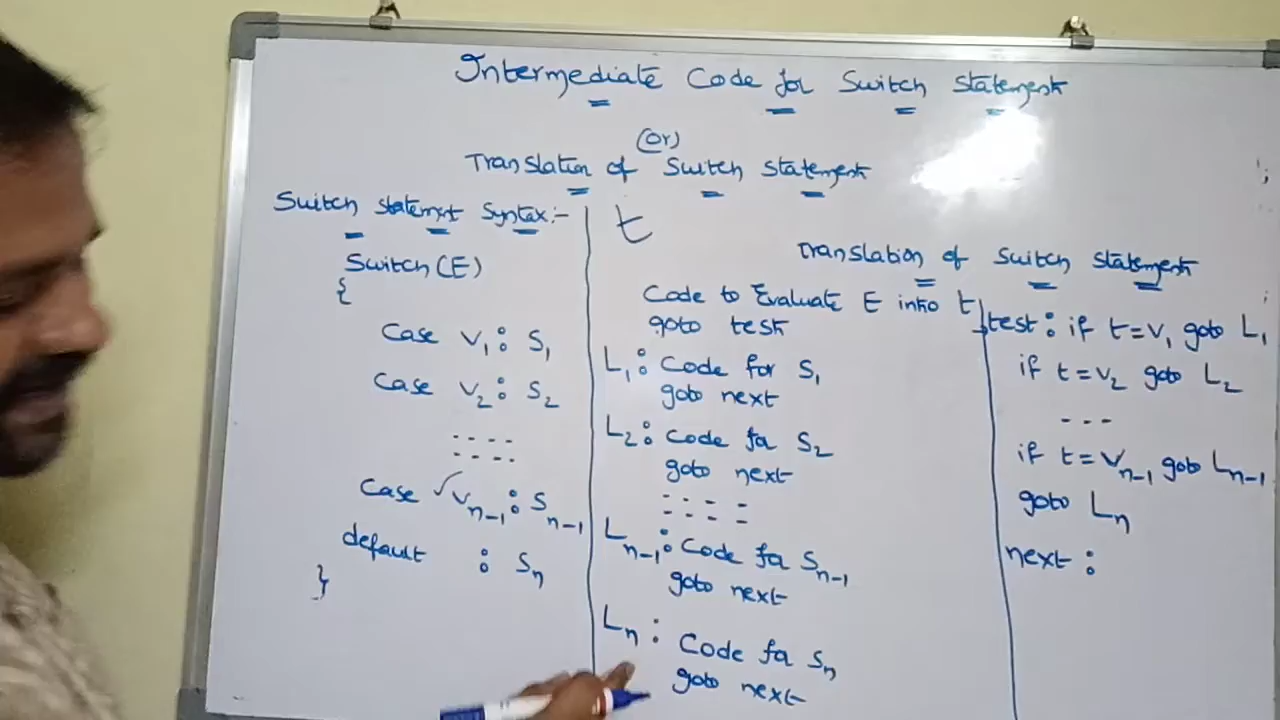 Intermediate Code for Switch statement
(or)
Translation of Switch statement
Switch statement Syntax:-
Switch(E)
{
Case V1 : S1
Case V2 : S2
.....
.....
Case ✓Vn-1 : Sn-1
default : Sn
}
t
Translation of Switch statement
Code to Evaluate E into t
goto test
L1: Code for S1
goto next
L2: Code for S2
goto next
- - - -
- - - -
Ln-1: Code for Sn-1
goto next
Ln: Code for Sn
goto next
test: if t=V1 goto L1
if t=V2 goto L2
- - -
if t=Vn-1 goto Ln-1
goto Ln
next: